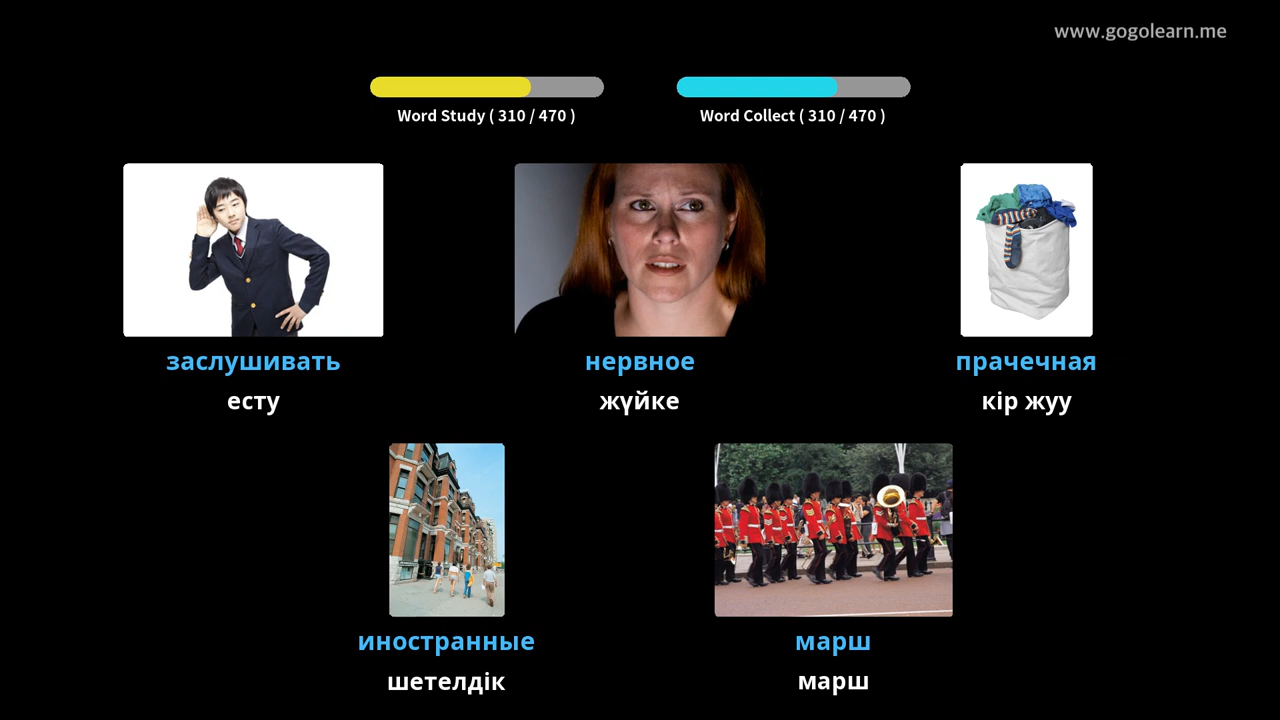 www.gogolearn.me
Word Study ( 310 / 470 )
Word Collect ( 310 / 470 )
заслушивать
есту
нервное
жүйке
прачечная
кір жуу
иностранные
шетелдік
марш
марш